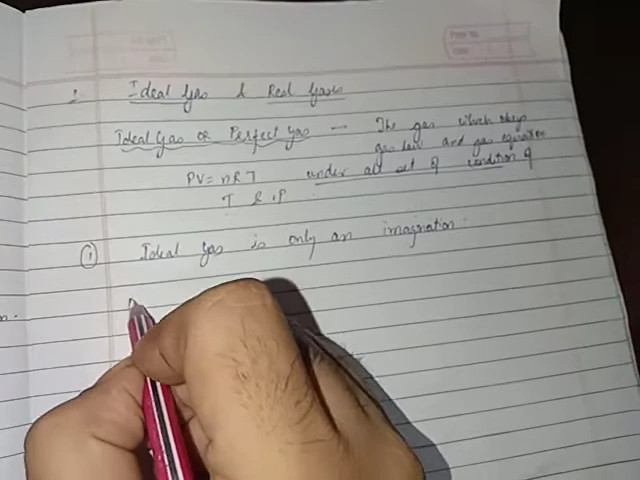 Ideal Gas & Real Gases
Ideal Gas or Perfect Gas — The gas which obeys
gas law and gas equation
PV = nRT under all set of condition of
T & P
① Ideal gas is only an imagination.
n.